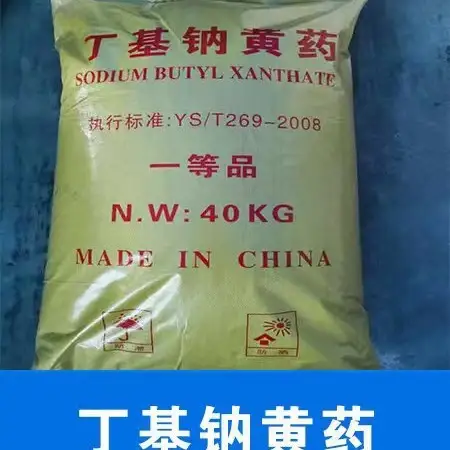 丁基钠黄药
SODIUM BUTYL XANTHATE
执行标准:YS/T269-2008
一等品
N.W: 40KG
MADE IN CHINA
丁基钠黄药